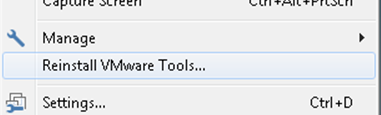 Capture Screen Ctrl+Alt+PrtScn
Manage
Reinstall VMware Tools...
Settings... Ctrl+D